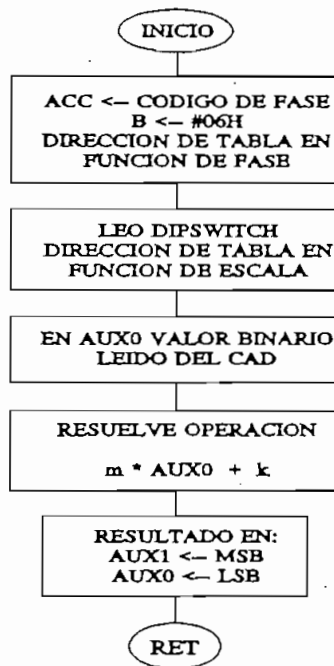 INICIO
ACC <-- CODIGO DE FASE
B <-- #06H
DIRECCION DE TABLA EN
FUNCION DE FASE
LEO DIPSWITCH
DIRECCION DE TABLA EN
FUNCION DE ESCALA
EN AUX0 VALOR BINARIO
LEIDO DEL CAD
RESUELVE OPERACION
m * AUX0 + k
RESULTADO EN:
AUX1 <-- MSB
AUX0 <-- LSB
RET